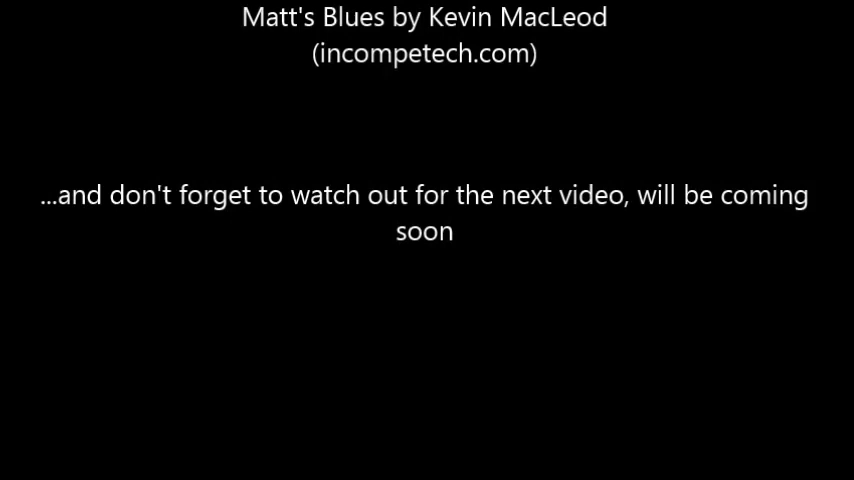 Matt's Blues by Kevin MacLeod
(incompetech.com)
...and don't forget to watch out for the next video, will be coming
soon